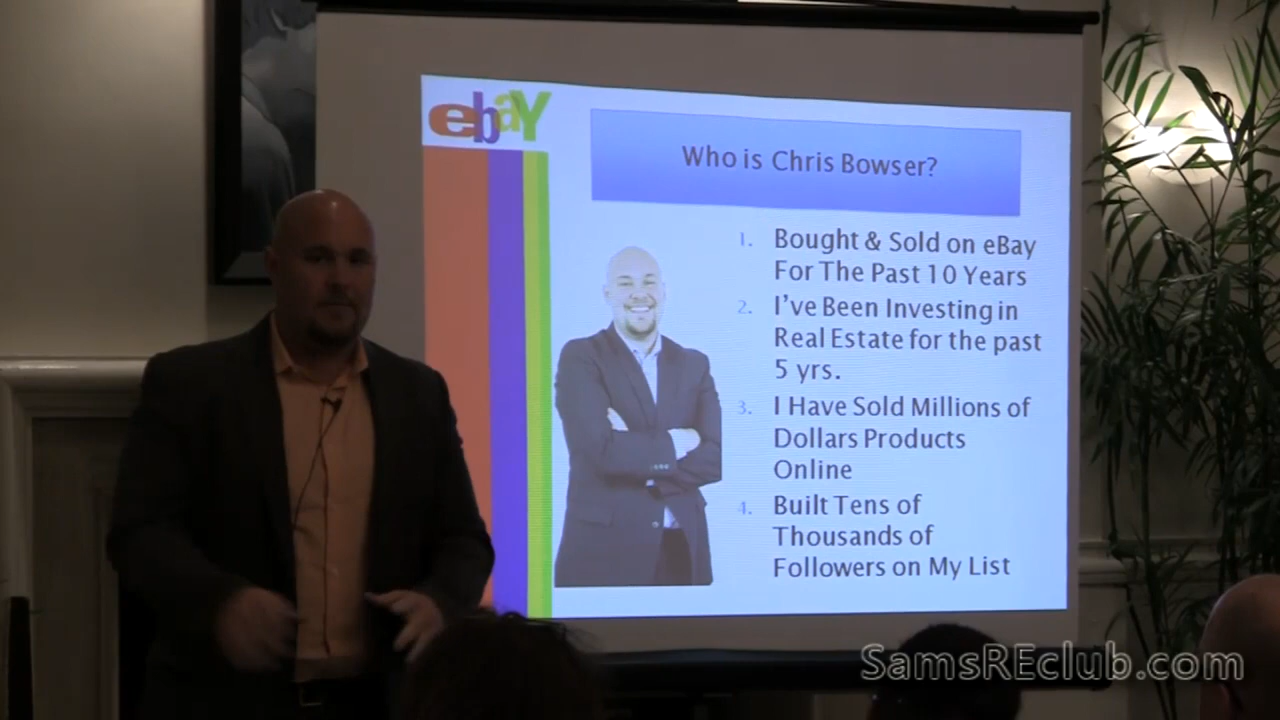 ebay
Who is Chris Bowser?
1. Bought & Sold on eBay
For The Past 10 Years
2. I've Been Investing in
Real Estate for the past
5 yrs.
3. I Have Sold Millions of
Dollars Products
Online
4. Built Tens of
Thousands of
Followers on My List
SamsREclub.com